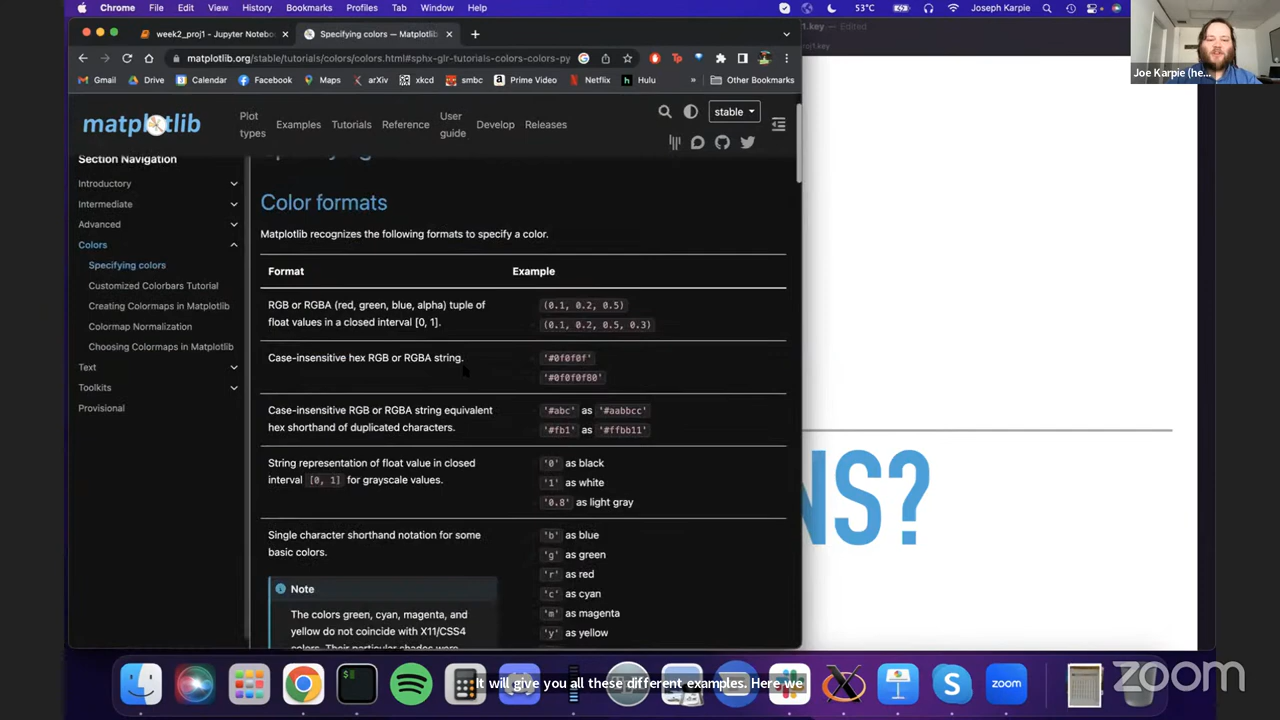 Chrome File Edit View History Bookmarks Profiles Tab Window Help 53°C Joseph Karpie
week2_proj1 - Jupyter Notebo
Specifying colors — Matplotlib
1.key — Edited
matplotlib.org/stable/tutorials/colors/colors.html#sphx-glr-tutorials-colors-colors-py
Gmail Drive Calendar Facebook Maps arXiv xkcd smbc Prime Video Netflix Hulu Other Bookmarks
Joe Karpie (he...
matplotlib
Plot types
Examples
Tutorials
Reference
User guide
Develop
Releases
stable
Section Navigation
Introductory
Intermediate
Advanced
Colors
Specifying colors
Customized Colorbars Tutorial
Creating Colormaps in Matplotlib
Colormap Normalization
Choosing Colormaps in Matplotlib
Text
Toolkits
Provisional
Color formats
Matplotlib recognizes the following formats to specify a color.
Format Example
RGB or RGBA (red, green, blue, alpha) tuple of
float values in a closed interval [0, 1].
(0.1, 0.2, 0.5)
(0.1, 0.2, 0.5, 0.3)
Case-insensitive hex RGB or RGBA string.
'#0f0f0f'
'#0f0f0f80'
Case-insensitive RGB or RGBA string equivalent
hex shorthand of duplicated characters.
'#abc' as '#aabbcc'
'#fb1' as '#ffbb11'
String representation of float value in closed
interval [0, 1] for grayscale values.
'0' as black
'1' as white
'0.8' as light gray
Single character shorthand notation for some
basic colors.
'b' as blue
'g' as green
'r' as red
'c' as cyan
'm' as magenta
'y' as yellow
Note
The colors green, cyan, magenta, and
yellow do not coincide with X11/CSS4
colors. Their particular shades were
NS?
It will give you all these different examples. Here we
zoom
zoom